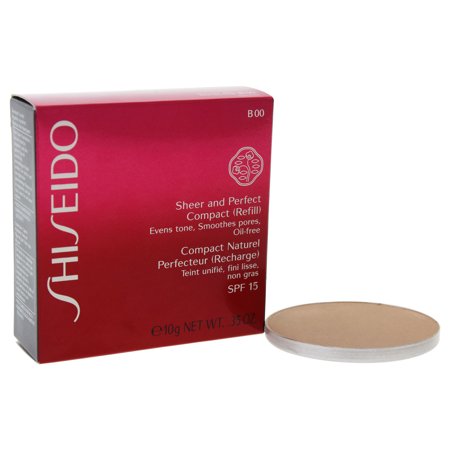 B00
SHISEIDO
Sheer and Perfect
Compact (Refill)
Evens tone, Smoothes pores,
Oil-free
Compact Naturel
Perfecteur (Recharge)
Teint unifié, fini lisse,
non gras
SPF 15
℮10g NET WT. .35 OZ.